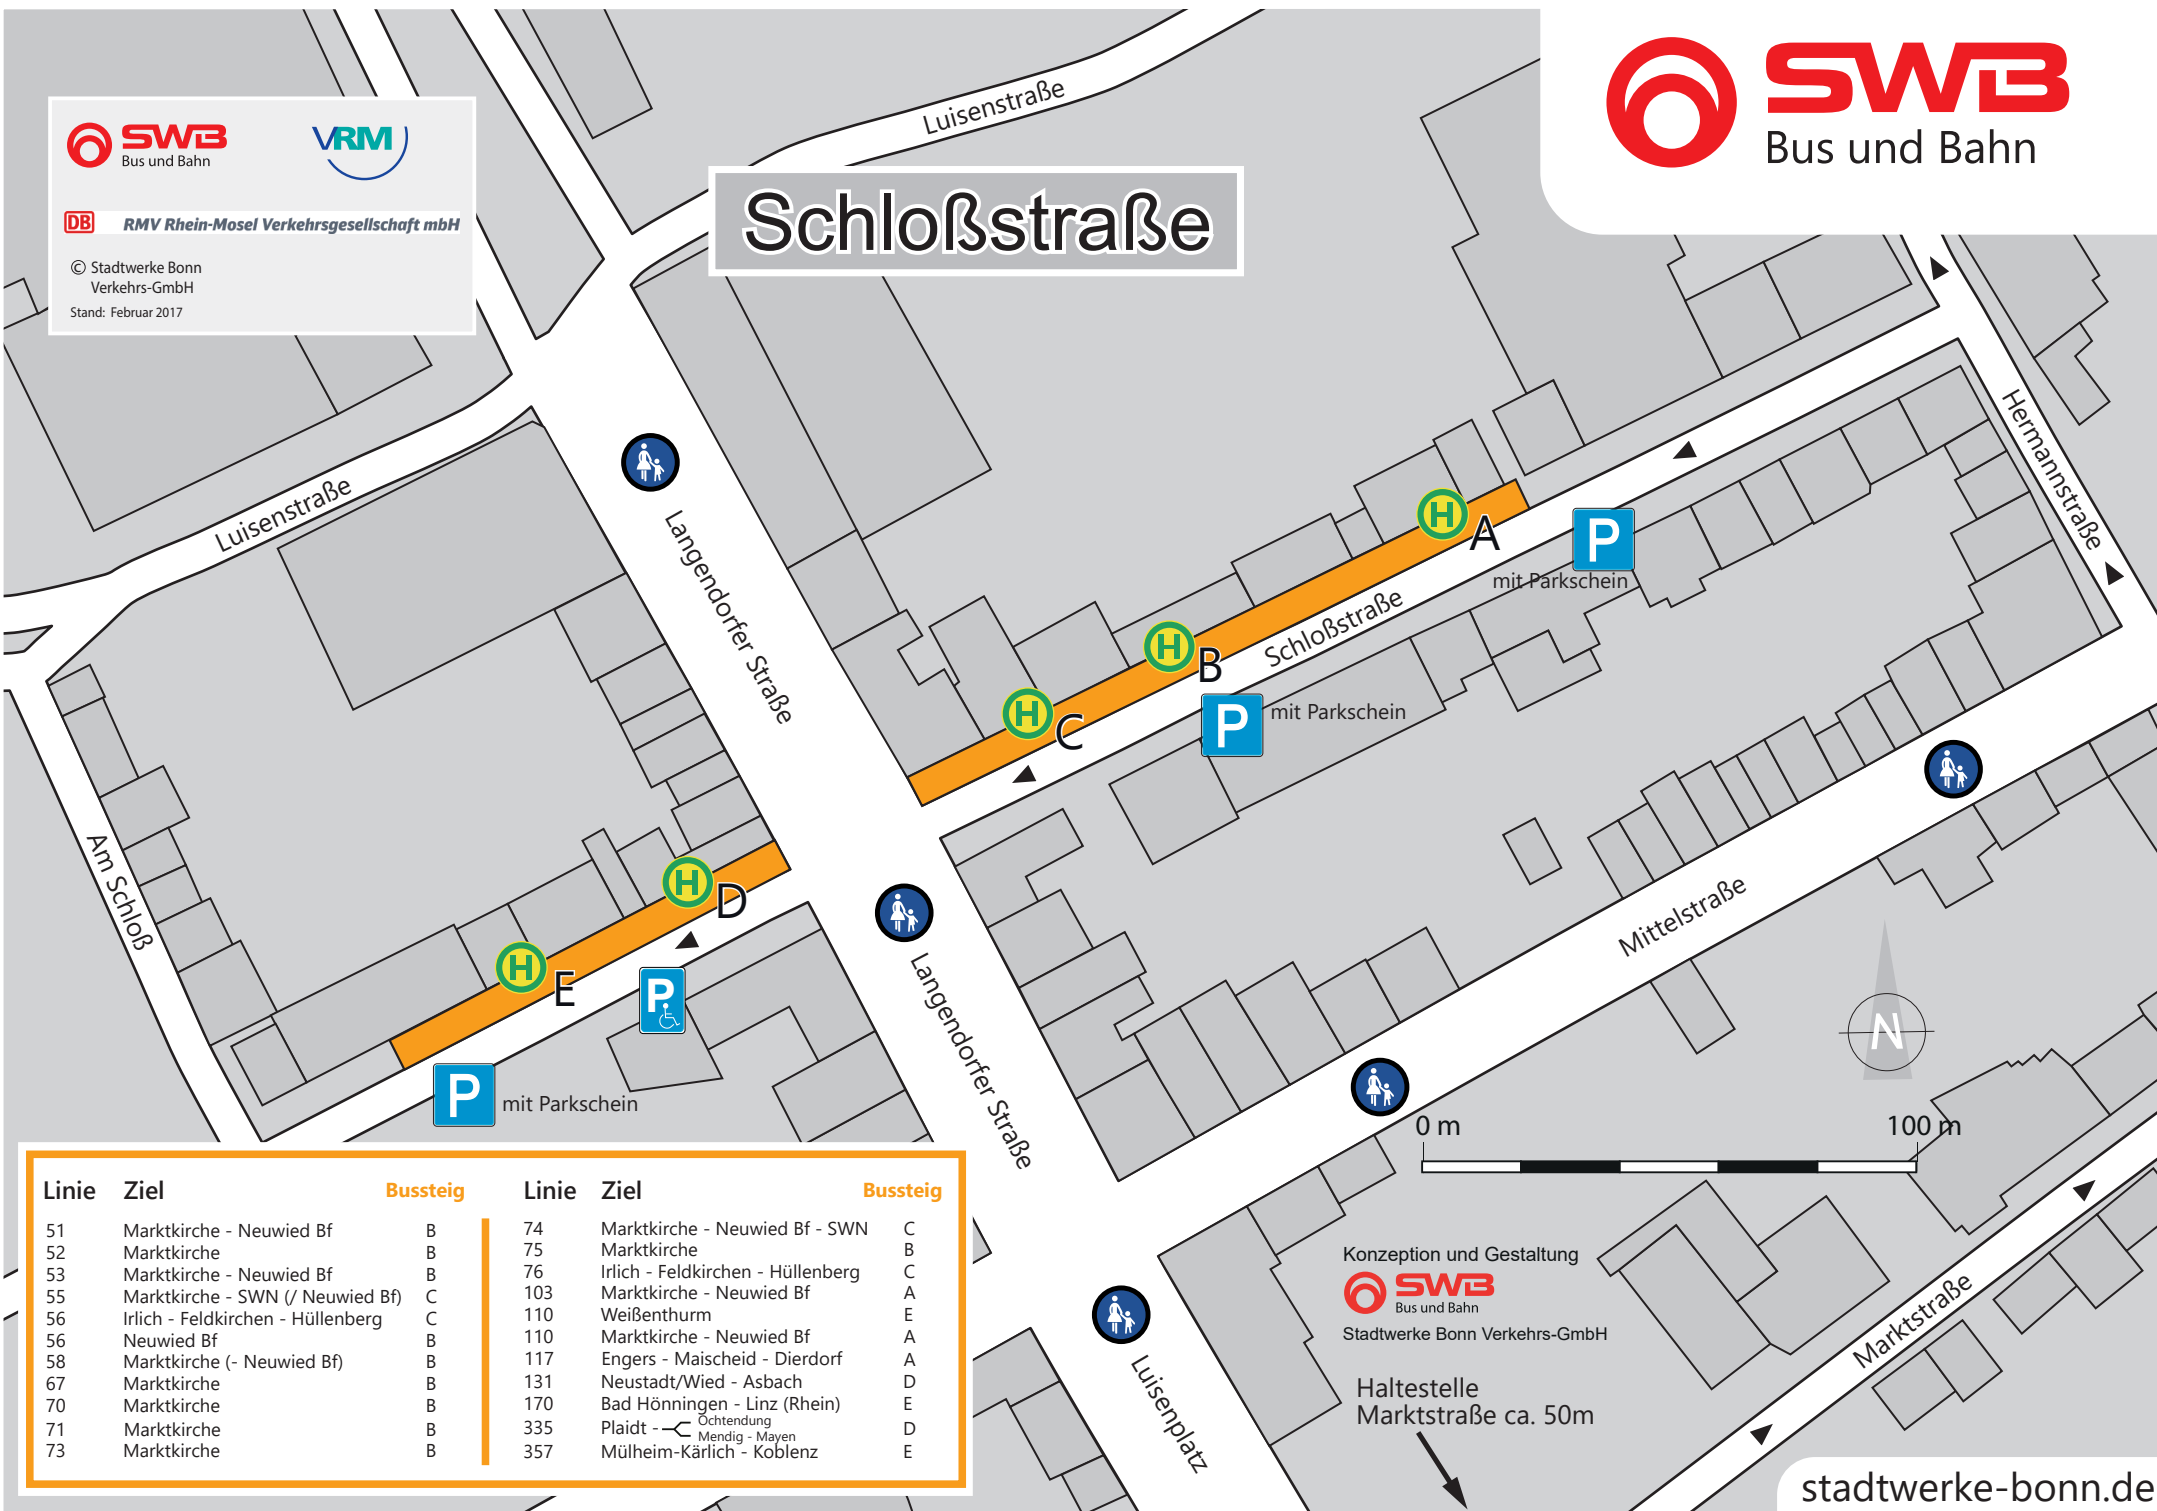 SWB
Bus und Bahn
VRM
DB RMV Rhein-Mosel Verkehrsgesellschaft mbH
© Stadtwerke Bonn
Verkehrs-GmbH
Stand: Februar 2017
Schloßstraße
SWB
Bus und Bahn
Luisenstraße
Luisenstraße
Langendorfer Straße
Hermannstraße
H A
P
mit Parkschein
Schloßstraße
H B
P mit Parkschein
H C
Am Schloß
H D
H E
P
P mit Parkschein
Langendorfer Straße
Mittelstraße
N
0 m 100 m
Linie Ziel Bussteig
51 Marktkirche - Neuwied Bf B
52 Marktkirche B
53 Marktkirche - Neuwied Bf B
55 Marktkirche - SWN (/ Neuwied Bf) C
56 Irlich - Feldkirchen - Hüllenberg C
56 Neuwied Bf B
58 Marktkirche (- Neuwied Bf) B
67 Marktkirche B
70 Marktkirche B
71 Marktkirche B
73 Marktkirche B
Linie Ziel Bussteig
74 Marktkirche - Neuwied Bf - SWN C
75 Marktkirche B
76 Irlich - Feldkirchen - Hüllenberg C
103 Marktkirche - Neuwied Bf A
110 Weißenthurm E
110 Marktkirche - Neuwied Bf A
117 Engers - Maischeid - Dierdorf A
131 Neustadt/Wied - Asbach D
170 Bad Hönningen - Linz (Rhein) E
335 Plaidt - Ochtendung D
Mendig - Mayen
357 Mülheim-Kärlich - Koblenz E
Luisenplatz
Konzeption und Gestaltung
SWB
Bus und Bahn
Stadtwerke Bonn Verkehrs-GmbH
Haltestelle
Marktstraße ca. 50m
Marktstraße
stadtwerke-bonn.de